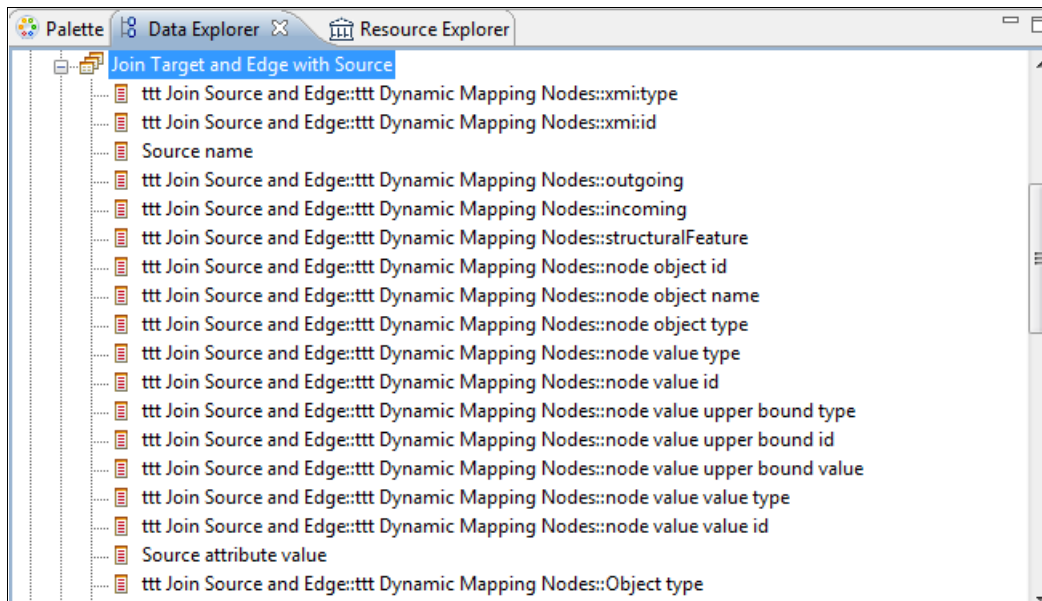 Palette Data Explorer Resource Explorer
Join Target and Edge with Source
ttt Join Source and Edge::ttt Dynamic Mapping Nodes::xmi:type
ttt Join Source and Edge::ttt Dynamic Mapping Nodes::xmi:id
Source name
ttt Join Source and Edge::ttt Dynamic Mapping Nodes::outgoing
ttt Join Source and Edge::ttt Dynamic Mapping Nodes::incoming
ttt Join Source and Edge::ttt Dynamic Mapping Nodes::structuralFeature
ttt Join Source and Edge::ttt Dynamic Mapping Nodes::node object id
ttt Join Source and Edge::ttt Dynamic Mapping Nodes::node object name
ttt Join Source and Edge::ttt Dynamic Mapping Nodes::node object type
ttt Join Source and Edge::ttt Dynamic Mapping Nodes::node value type
ttt Join Source and Edge::ttt Dynamic Mapping Nodes::node value id
ttt Join Source and Edge::ttt Dynamic Mapping Nodes::node value upper bound type
ttt Join Source and Edge::ttt Dynamic Mapping Nodes::node value upper bound id
ttt Join Source and Edge::ttt Dynamic Mapping Nodes::node value upper bound value
ttt Join Source and Edge::ttt Dynamic Mapping Nodes::node value value type
ttt Join Source and Edge::ttt Dynamic Mapping Nodes::node value value id
Source attribute value
ttt Join Source and Edge::ttt Dynamic Mapping Nodes::Object type